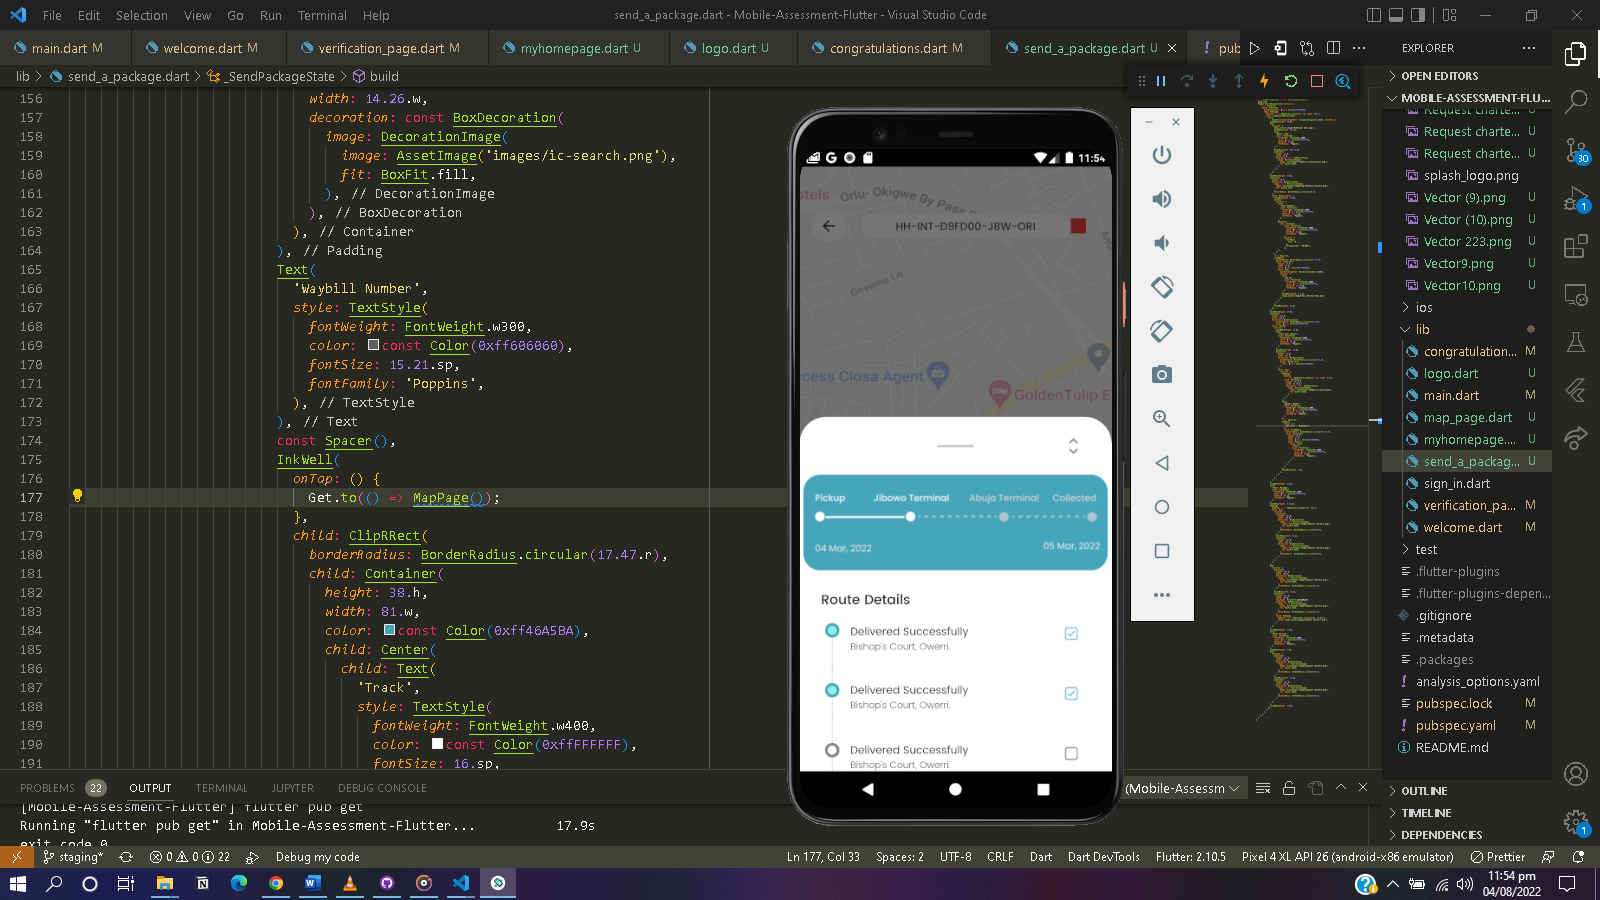 File Edit Selection View Go Run Terminal Help
send_a_package.dart - Mobile-Assessment-Flutter - Visual Studio Code
main.dart M
welcome.dart M
verification_page.dart M
myhomepage.dart U
logo.dart U
congratulations.dart M
send_a_package.dart U
pub
lib > send_a_package.dart > _SendPackageState > build
156 width: 14.26.w,
157 decoration: const BoxDecoration(
158 image: DecorationImage(
159 image: AssetImage('images/ic-search.png'),
160 fit: BoxFit.fill,
161 ), // DecorationImage
162 ), // BoxDecoration
163 ), // Container
164 ), // Padding
165 Text(
166 'Waybill Number',
167 style: TextStyle(
168 fontWeight: FontWeight.w300,
169 color: const Color(0xff606060),
170 fontSize: 15.21.sp,
171 fontFamily: 'Poppins',
172 ), // TextStyle
173 ), // Text
174 const Spacer(),
175 InkWell(
176 onTap: () {
177 Get.to(() => MapPage());
178 },
179 child: ClipRRect(
180 borderRadius: BorderRadius.circular(17.47.r),
181 child: Container(
182 height: 38.h,
183 width: 81.w,
184 color: const Color(0xff46A5BA),
185 child: Center(
186 child: Text(
187 'Track',
188 style: TextStyle(
189 fontWeight: FontWeight.w400,
190 color: const Color(0xffFFFFFF),
191 fontSize: 16.sp,
11:54
otels
Orlu- Okigwe By Pass
HH-INT-D9FD00-JBW-ORI
Onyema Ln
ccess Closa Agent
GoldenTulip E
Pickup
Jibowo Terminal
Abuja Terminal
Collected
04 Mar, 2022
05 Mar, 2022
Route Details
Delivered Successfully
Bishop's Court, Owerri.
Delivered Successfully
Bishop's Court, Owerri.
Delivered Successfully
Bishop's Court, Owerri.
EXPLORER
OPEN EDITORS
MOBILE-ASSESSMENT-FLU...
Request charte... U
Request charte... U
Request charte... U
splash_logo.png
Vector (9).png U
Vector (10).png U
Vector 223.png U
Vector9.png U
Vector10.png U
ios
lib
congratulation... M
logo.dart U
main.dart M
map_page.dart U
myhomepage.... U
send_a_packag... U
sign_in.dart
verification_pa... M
welcome.dart M
test
.flutter-plugins
.flutter-plugins-depen...
.gitignore
.metadata
.packages
analysis_options.yaml
pubspec.lock M
pubspec.yaml M
README.md
OUTLINE
TIMELINE
DEPENDENCIES
30
1
1
PROBLEMS 22 OUTPUT TERMINAL JUPYTER DEBUG CONSOLE
(Mobile-Assessm
[Mobile-Assessment-Flutter] flutter pub get
Running "flutter pub get" in Mobile-Assessment-Flutter... 17.9s
exit code 0
staging* 0 0 22 Debug my code
Ln 177, Col 33 Spaces: 2 UTF-8 CRLF Dart Dart DevTools Flutter: 2.10.5 Pixel 4 XL API 26 (android-x86 emulator) Prettier
11:54 pm
04/08/2022